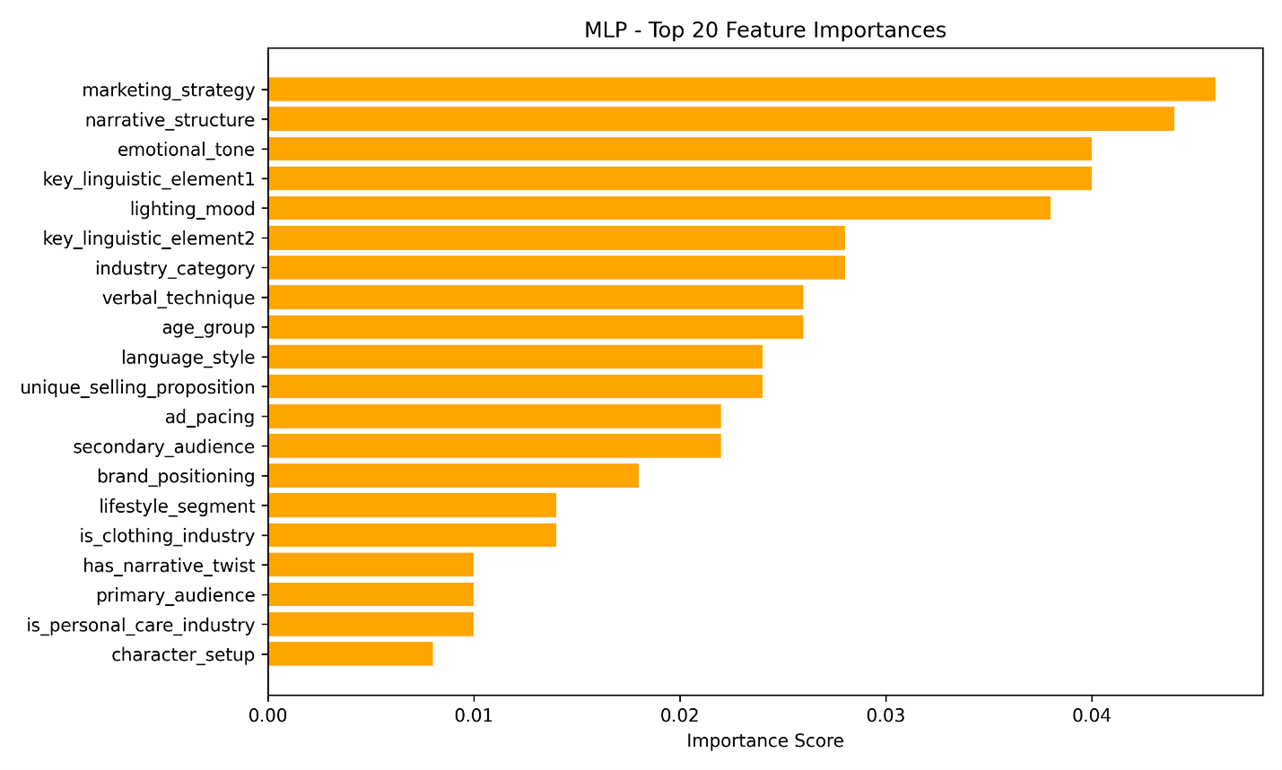 MLP - Top 20 Feature Importances
marketing_strategy
narrative_structure
emotional_tone
key_linguistic_element1
lighting_mood
key_linguistic_element2
industry_category
verbal_technique
age_group
language_style
unique_selling_proposition
ad_pacing
secondary_audience
brand_positioning
lifestyle_segment
is_clothing_industry
has_narrative_twist
primary_audience
is_personal_care_industry
character_setup
0.00 0.01 0.02 0.03 0.04
Importance Score